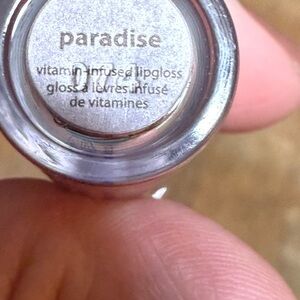 paradise
vitamin-infused lipgloss
gloss à lèvres infusé
de vitamines